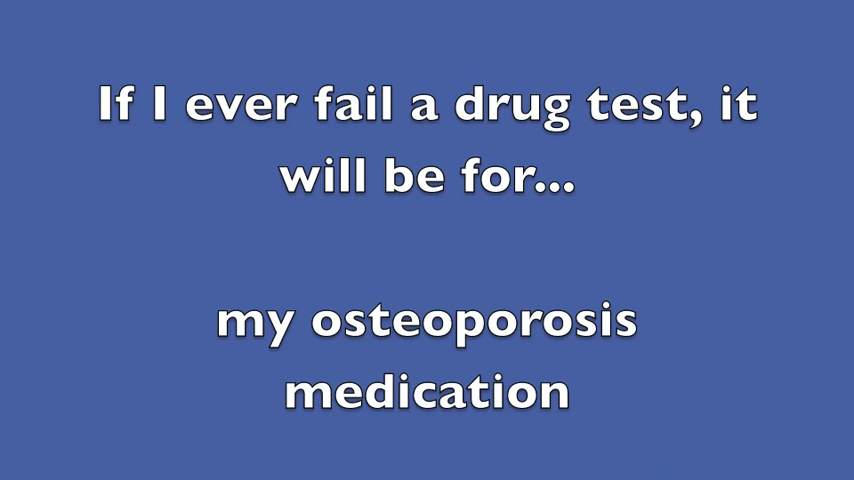 If I ever fail a drug test, it
will be for...
my osteoporosis
medication